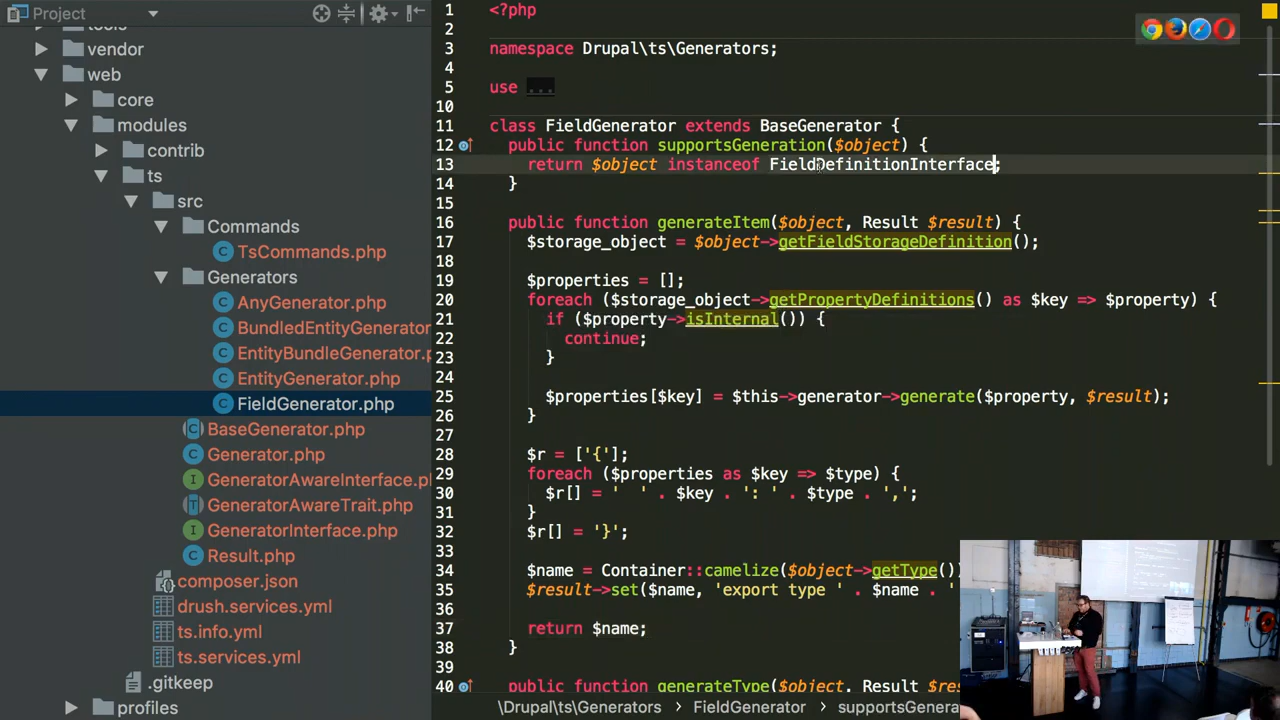 Project
tools
vendor
web
core
modules
contrib
ts
src
Commands
TsCommands.php
Generators
AnyGenerator.php
BundledEntityGenerator
EntityBundleGenerator.p
EntityGenerator.php
FieldGenerator.php
BaseGenerator.php
Generator.php
GeneratorAwareInterface.p
GeneratorAwareTrait.php
GeneratorInterface.php
Result.php
composer.json
drush.services.yml
ts.info.yml
ts.services.yml
.gitkeep
profiles
1 <?php
2
3 namespace Drupal\ts\Generators;
4
5 use ...
10
11 class FieldGenerator extends BaseGenerator {
12 public function supportsGeneration($object) {
13 return $object instanceof FieldDefinitionInterface;
14 }
15
16 public function generateItem($object, Result $result) {
17 $storage_object = $object->getFieldStorageDefinition();
18
19 $properties = [];
20 foreach ($storage_object->getPropertyDefinitions() as $key => $property) {
21 if ($property->isInternal()) {
22 continue;
23 }
24
25 $properties[$key] = $this->generator->generate($property, $result);
26 }
27
28 $r = ['{'];
29 foreach ($properties as $key => $type) {
30 $r[] = '  ' . $key . ': ' . $type . ',';
31 }
32 $r[] = '}';
33
34 $name = Container::camelize($object->getType()
35 $result->set($name, 'export type ' . $name . '
36
37 return $name;
38 }
39
40 public function generateType($object, Result $res
\Drupal\ts\Generators
FieldGenerator
supportsGenera